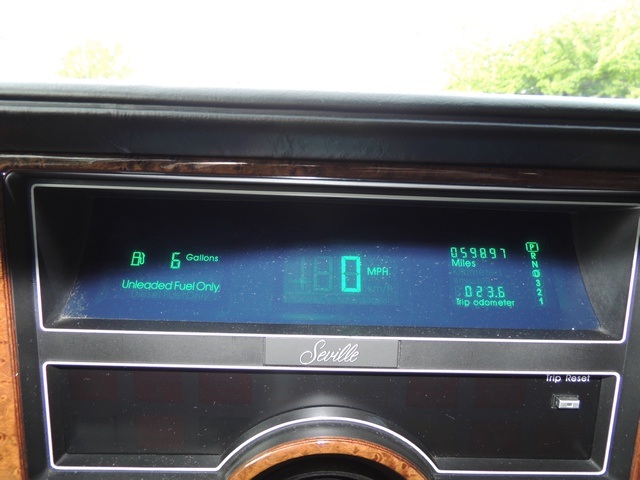 6 Gallons
Unleaded Fuel Only
0 MPH
059897
Miles
023.6
Trip odometer
P
R
N
D
3
2
1
Seville
Trip Reset